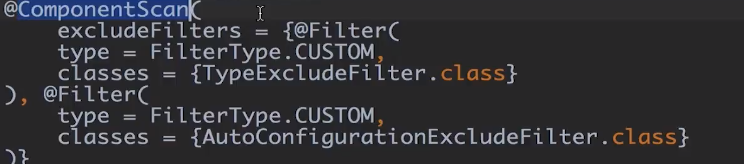 @ComponentScan(
excludeFilters = {@Filter(
type = FilterType.CUSTOM,
classes = {TypeExcludeFilter.class}
), @Filter(
type = FilterType.CUSTOM,
classes = {AutoConfigurationExcludeFilter.class}
)}